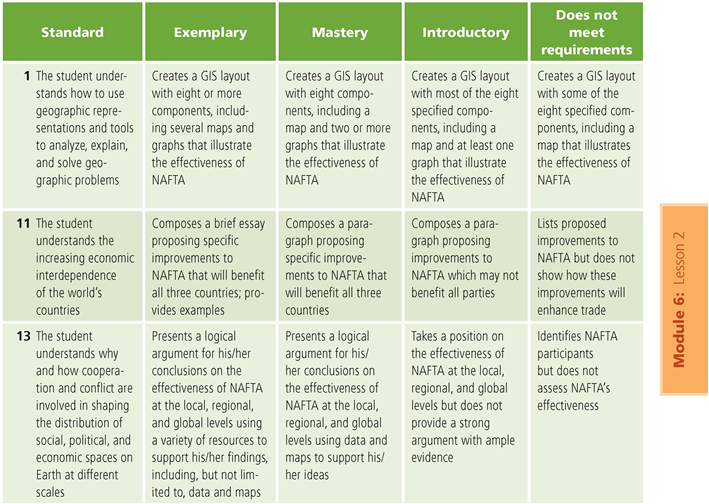 Standard
Exemplary
Mastery
Introductory
Does not
meet
requirements
1 The student under-
stands how to use
geographic repre-
sentations and tools
to analyze, explain,
and solve geo-
graphic problems
Creates a GIS layout
with eight or more
components, includ-
ing several maps and
graphs that illustrate
the effectiveness of
NAFTA
Creates a GIS layout
with eight compo-
nents, including a
map and two or more
graphs that illustrate
the effectiveness of
NAFTA
Creates a GIS layout
with most of the eight
specified compo-
nents, including a
map and at least one
graph that illustrate
the effectiveness of
NAFTA
Creates a GIS layout
with some of the
eight specified com-
ponents, including a
map that illustrates
the effectiveness of
NAFTA
11 The student
understands the
increasing economic
interdependence
of the world's
countries
Composes a brief essay
proposing specific
improvements to
NAFTA that will benefit
all three countries; pro-
vides examples
Composes a para-
graph proposing
specific improve-
ments to NAFTA that
will benefit all three
countries
Composes a para-
graph proposing
improvements to
NAFTA which may not
benefit all parties
Lists proposed
improvements to
NAFTA but does not
show how these
improvements will
enhance trade
13 The student
understands why
and how coopera-
tion and conflict are
involved in shaping
the distribution of
social, political, and
economic spaces on
Earth at different
scales
Presents a logical
argument for his/her
conclusions on the
effectiveness of NAFTA
at the local, regional,
and global levels using
a variety of resources to
support his/her findings,
including, but not lim-
ited to, data and maps
Presents a logical
argument for his/
her conclusions on
the effectiveness of
NAFTA at the local,
regional, and global
levels using data and
maps to support his/
her ideas
Takes a position on
the effectiveness of
NAFTA at the local,
regional, and global
levels but does not
provide a strong
argument with ample
evidence
Identifies NAFTA
participants
but does not
assess NAFTA's
effectiveness
Module 6: Lesson 2